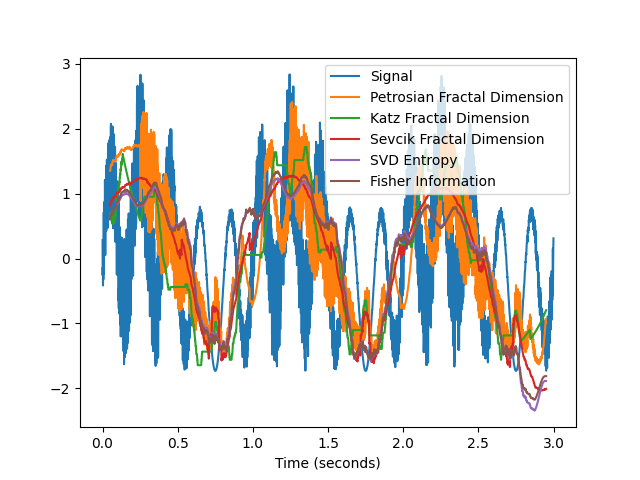 3
2
1
0
−1
−2
Signal
Petrosian Fractal Dimension
Katz Fractal Dimension
Sevcik Fractal Dimension
SVD Entropy
Fisher Information
0.0 0.5 1.0 1.5 2.0 2.5 3.0
Time (seconds)